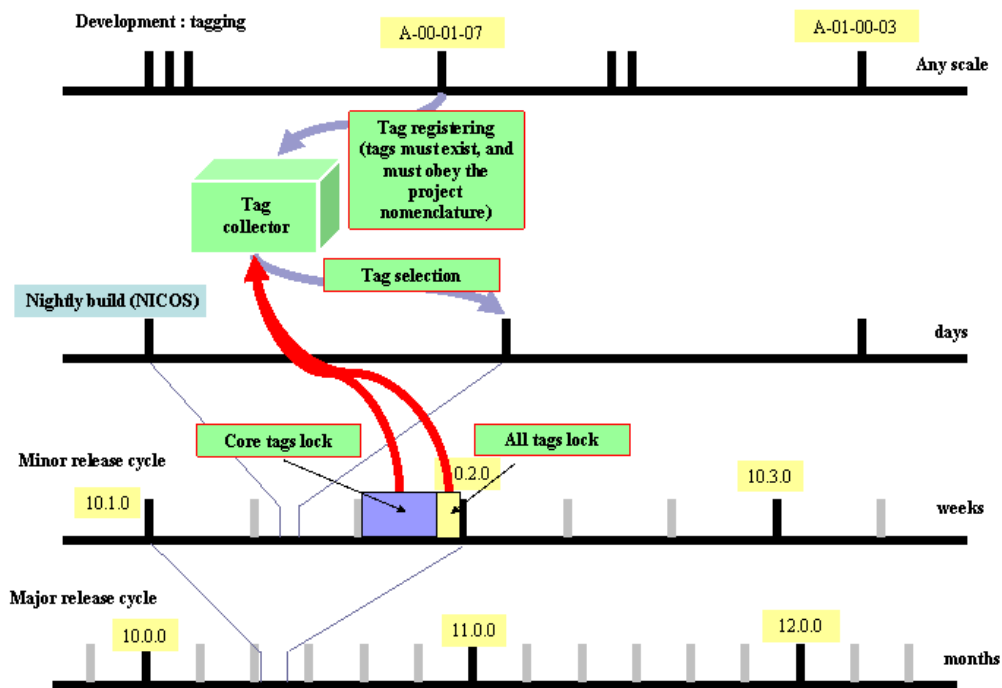 Development : tagging
A-00-01-07
A-01-00-03
Any scale
Tag registering
(tags must exist, and
must obey the
project
nomenclature)
Tag
collector
Tag selection
Nightly build (NICOS)
days
Core tags lock
All tags lock
Minor release cycle
10.1.0
0.2.0
10.3.0
weeks
Major release cycle
10.0.0
11.0.0
12.0.0
months